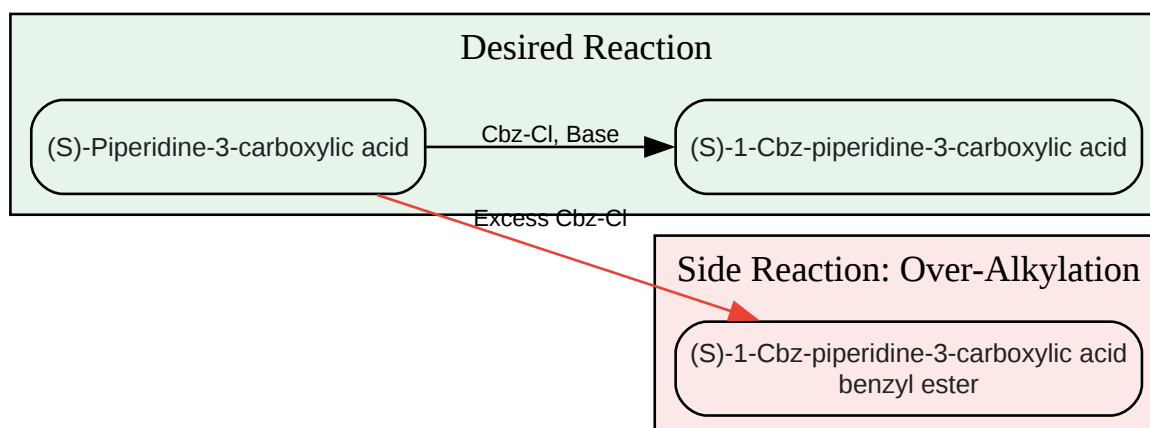 Desired Reaction
(S)-Piperidine-3-carboxylic acid
Cbz-Cl, Base
(S)-1-Cbz-piperidine-3-carboxylic acid
Excess Cbz-Cl
Side Reaction: Over-Alkylation
(S)-1-Cbz-piperidine-3-carboxylic acid
benzyl ester